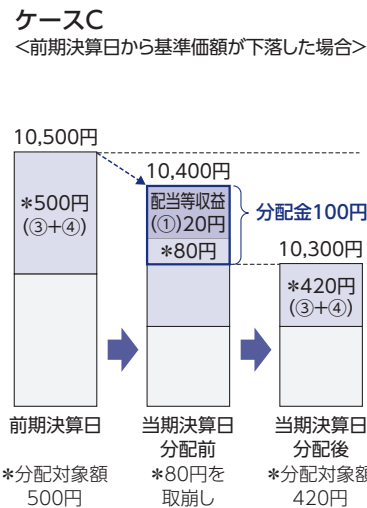 ケースC
<前期決算日から基準価額が下落した場合>
10,500円
10,400円
*500円
(③+④)
配当等収益
(①)20円
*80円
分配金100円
10,300円
*420円
(③+④)
前期決算日
当期決算日
分配前
当期決算日
分配後
*分配対象額
500円
*80円を
取崩し
*分配対象額
420円